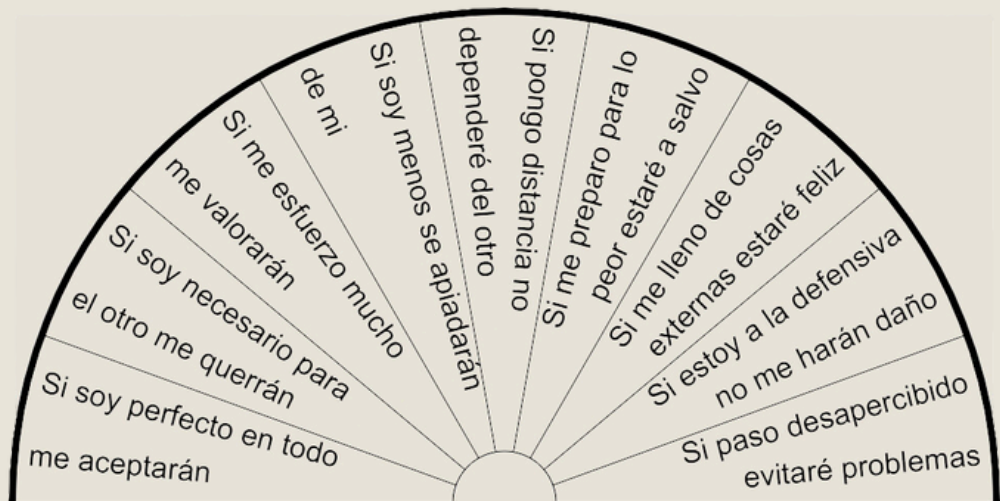 Si soy perfecto en todo
me aceptarán
Si soy necesario para
el otro me querrán
Si me esfuerzo mucho
me valorarán
Si soy menos se apiadarán
de mi
Si pongo distancia no
dependeré del otro
Si me preparo para lo
peor estaré a salvo
Si me lleno de cosas
externas estaré feliz
Si estoy a la defensiva
no me harán daño
Si paso desapercibido
evitaré problemas